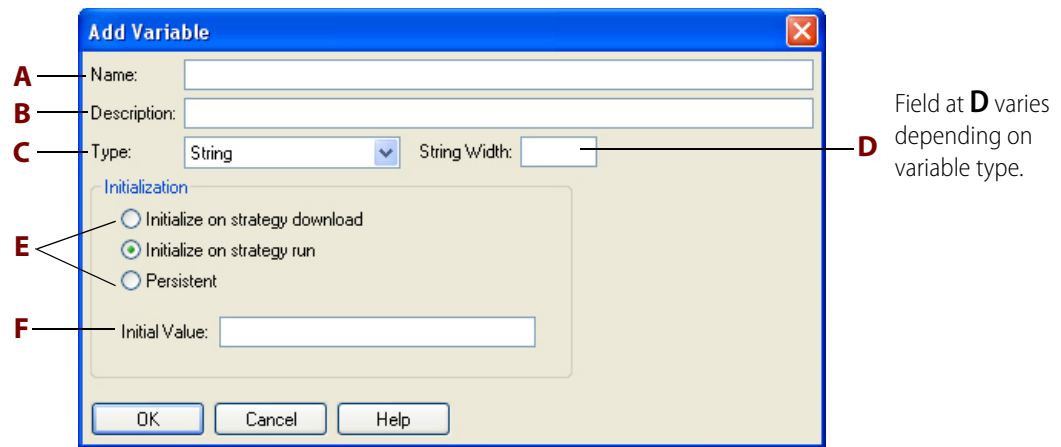 Add Variable
A Name:
B Description:
C Type: String String Width: D
Field at D varies
depending on
variable type.
Initialization
Initialize on strategy download
E Initialize on strategy run
Persistent
F Initial Value:
OK Cancel Help